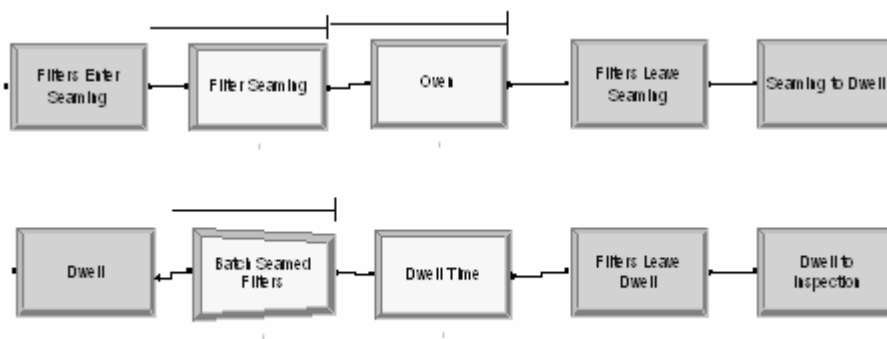 Filters Enter
Seaming
Filter Seaming
Oven
Filters Leave
Seaming
Seaming to Dwell
Dwell
Batch Seamed
Filters
Dwell Time
Filters Leave
Dwell
Dwell to
Inspection